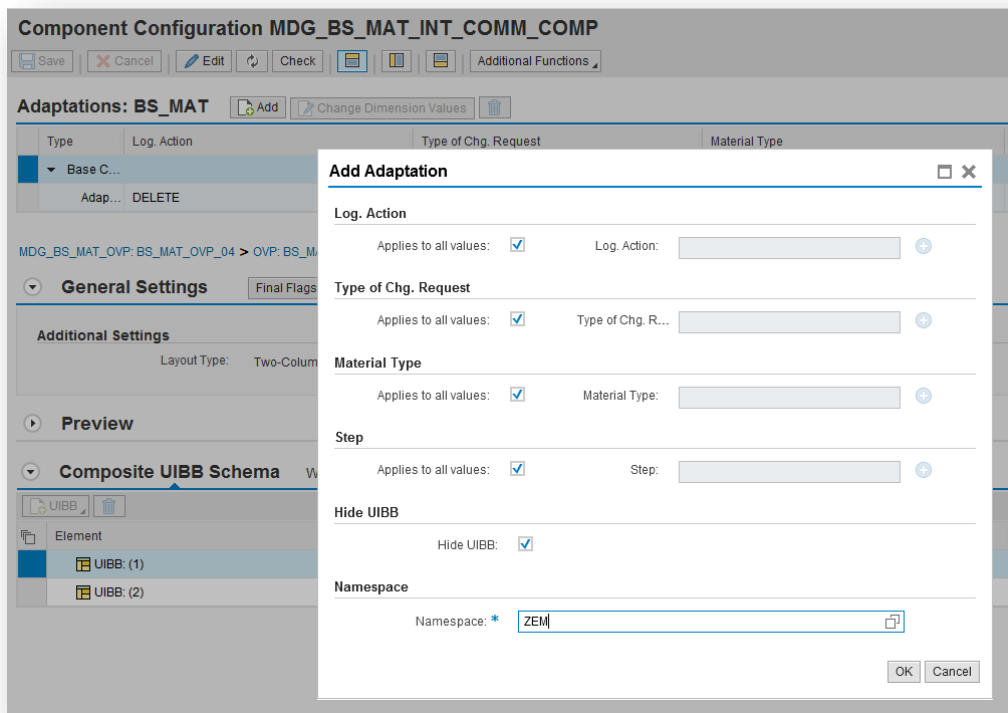 Component Configuration MDG_BS_MAT_INT_COMM_COMP
Save Cancel Edit Check Additional Functions
Adaptations: BS_MAT Add Change Dimension Values
Type Log. Action Type of Chg. Request Material Type
Base C...
Adap... DELETE
MDG_BS_MAT_OVP: BS_MAT_OVP_04 > OVP: BS_M
General Settings Final Flags
Additional Settings
Layout Type: Two-Colum
Preview
Composite UIBB Schema W
UIBB
Element
UIBB: (1)
UIBB: (2)
Add Adaptation
Log. Action
Applies to all values: Log. Action:
Type of Chg. Request
Applies to all values: Type of Chg. R...
Material Type
Applies to all values: Material Type:
Step
Applies to all values: Step:
Hide UIBB
Hide UIBB:
Namespace
Namespace: * ZEM
OK Cancel